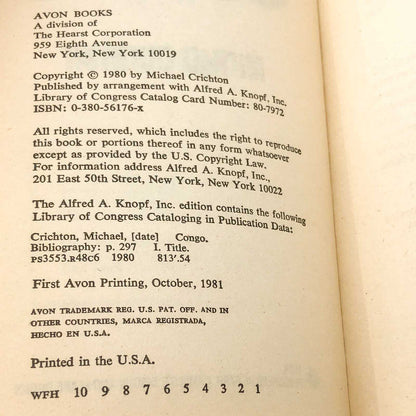 AVON BOOKS
A division of
The Hearst Corporation
959 Eighth Avenue
New York, New York 10019
Copyright © 1980 by Michael Crichton
Published by arrangement with Alfred A. Knopf, Inc.
Library of Congress Catalog Card Number: 80-7972
ISBN: 0-380-56176-x
All rights reserved, which includes the right to reproduce
this book or portions thereof in any form whatsoever
except as provided by the U.S. Copyright Law.
For information address Alfred A. Knopf, Inc.,
201 East 50th Street, New York, New York 10022
The Alfred A. Knopf, Inc. edition contains the following
Library of Congress Cataloging in Publication Data:
Crichton, Michael, [date] Congo.
Bibliography: p. 297 I. Title.
PS3553.R48C6 1980 813'.54
First Avon Printing, October, 1981
AVON TRADEMARK REG. U.S. PAT. OFF. AND IN
OTHER COUNTRIES, MARCA REGISTRADA,
HECHO EN U.S.A.
Printed in the U.S.A.
WFH 10 9 8 7 6 5 4 3 2 1